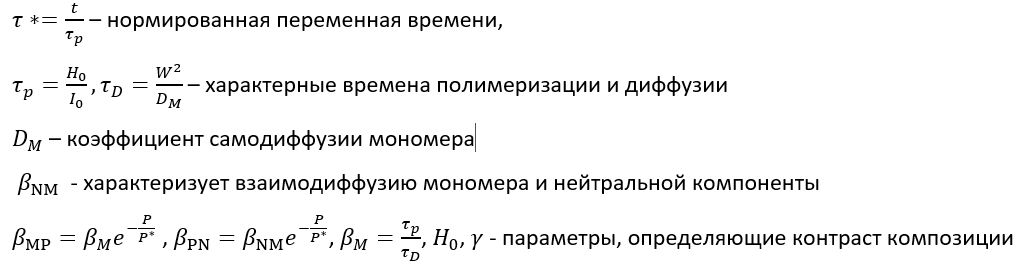 τ ∗= t/τ_p – нормированная переменная времени,
τ_p = H_0/I_0 , τ_D = W^2/D_M – характерные времена полимеризации и диффузии
D_M – коэффициент самодиффузии мономера
β_NM - характеризует взаимодиффузию мономера и нейтральной компоненты
β_MP = β_M e^{−P/P*} , β_PN = β_NM e^{−P/P*}, β_M = τ_p/τ_D, H_0, γ - параметры, определяющие контраст композиции